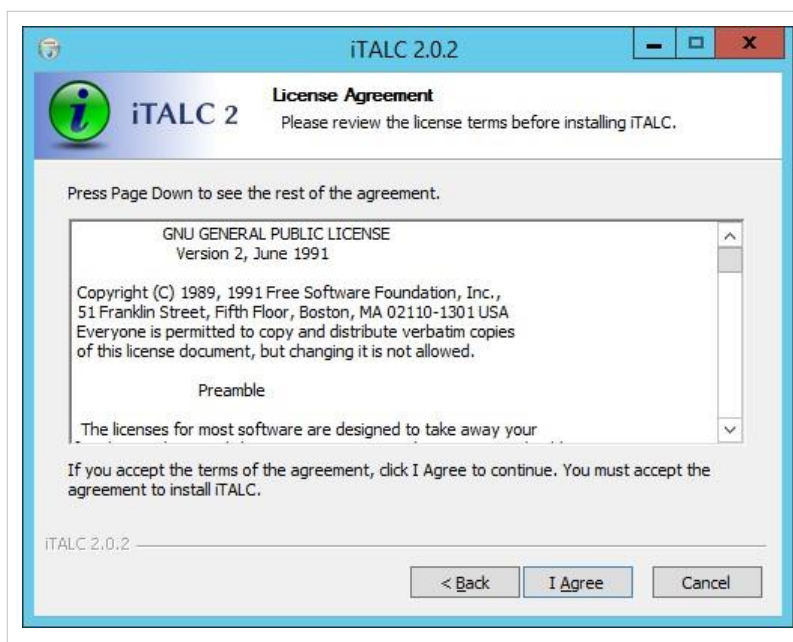 iTALC 2.0.2
iTALC 2
License Agreement
Please review the license terms before installing iTALC.
Press Page Down to see the rest of the agreement.
GNU GENERAL PUBLIC LICENSE
Version 2, June 1991
Copyright (C) 1989, 1991 Free Software Foundation, Inc.,
51 Franklin Street, Fifth Floor, Boston, MA 02110-1301 USA
Everyone is permitted to copy and distribute verbatim copies
of this license document, but changing it is not allowed.
Preamble
The licenses for most software are designed to take away your
If you accept the terms of the agreement, click I Agree to continue. You must accept the
agreement to install iTALC.
iTALC 2.0.2
< Back
I Agree
Cancel